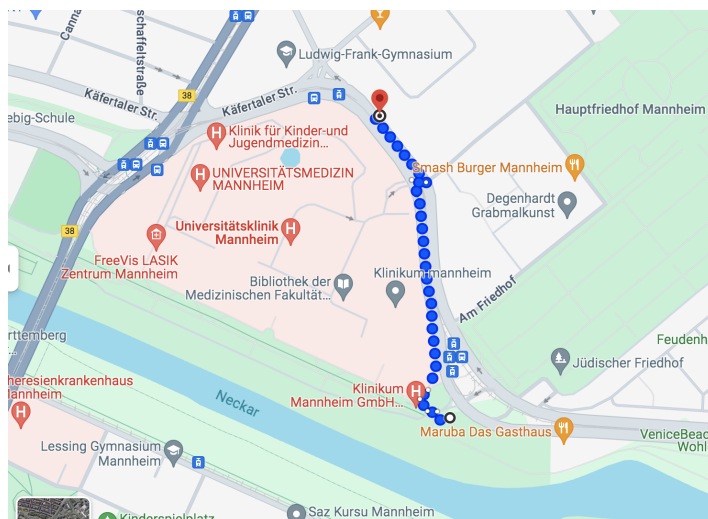 Käfertaler Str.
38
Käfertaler Str.
Ludwig-Frank-Gymnasium
Hauptfriedhof Mannheim
Klinik für Kinder-und
Jugendmedizin...
UNIVERSITÄTSMEDIZIN
MANNHEIM
Smash Burger Mannheim
Degenhardt
Grabmalkunst
Universitätsklinik
Mannheim
38
FreeVis LASIK
Zentrum Mannheim
Bibliothek der
Medizinischen Fakultät...
Klinikum mannheim
Am Friedhof
Jüdischer Friedhof
Klinikum
Mannheim GmbH...
Neckar
Maruba Das Gasthaus
Lessing Gymnasium
Mannheim
Saz Kursu Mannheim
Kinderspielplatz